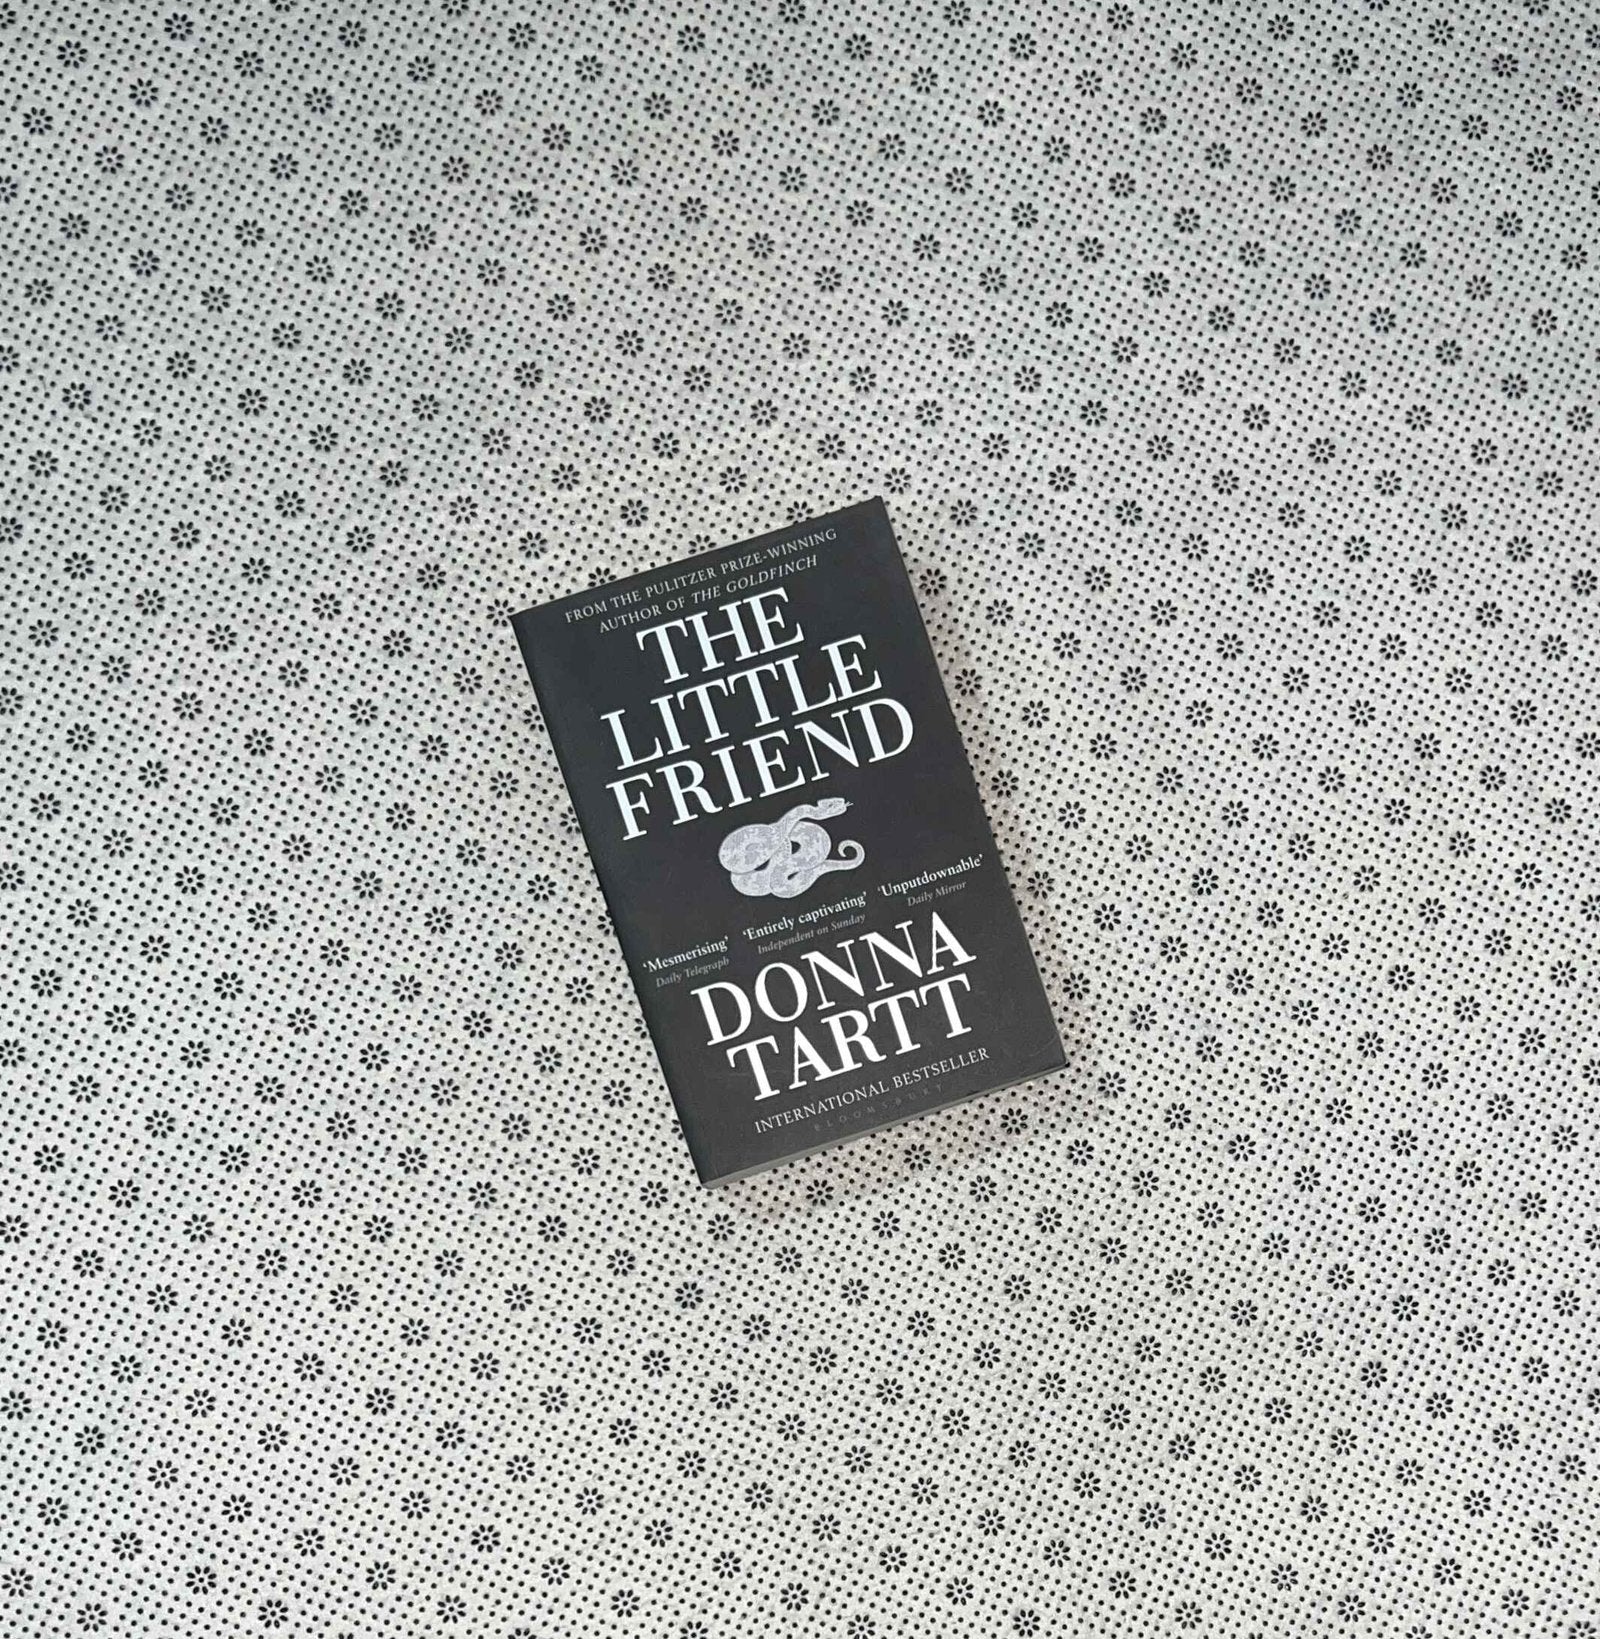 FROM THE PULITZER PRIZE-WINNING
AUTHOR OF THE GOLDFINCH
THE
LITTLE
FRIEND
‘Mesmerising’
Daily Telegraph
‘Entirely captivating’
Independent on Sunday
‘Unputdownable’
Daily Mirror
DONNA
TARTT
INTERNATIONAL BESTSELLER
BLOOMSBURY